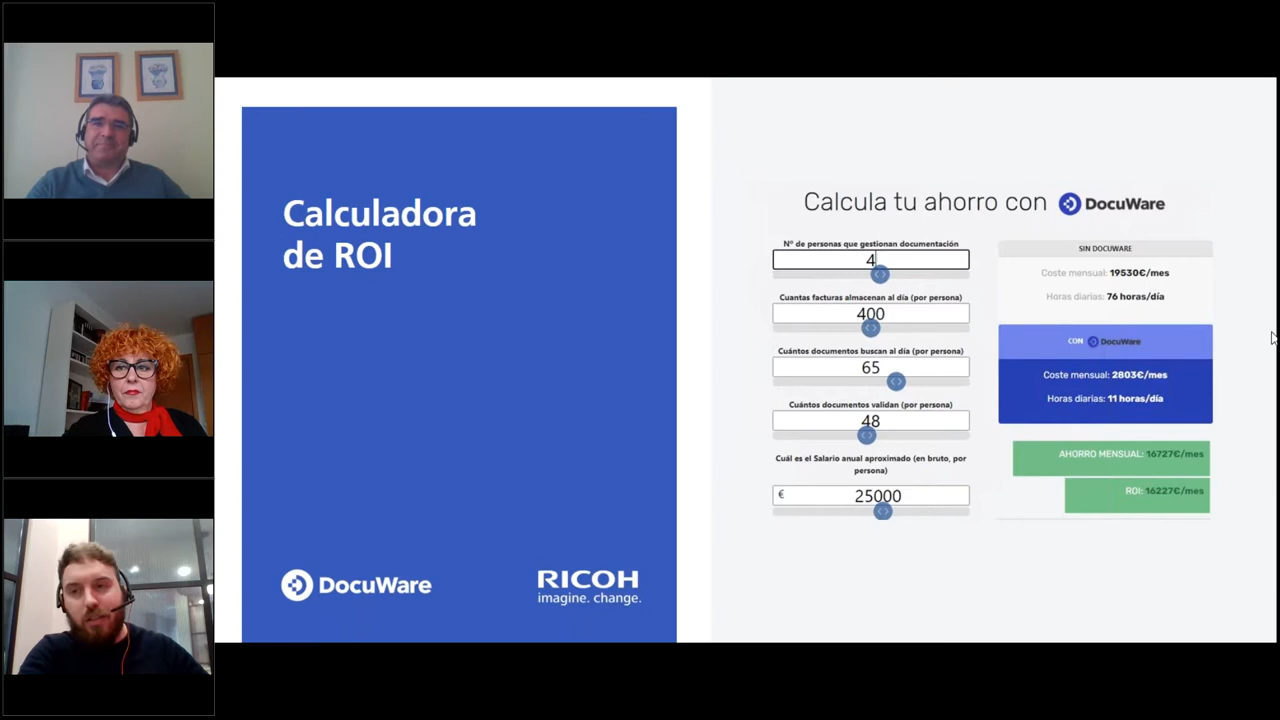 Calculadora
de ROI
DocuWare
RICOH
imagine. change.
Calcula tu ahorro con DocuWare
Nº de personas que gestionan documentación
4
Cuantas facturas almacenan al día (por persona)
400
Cuántos documentos buscan al día (por persona)
65
Cuántos documentos validan (por persona)
48
Cuál es el Salario anual aproximado (en bruto, por
persona)
€ 25000
SIN DOCUWARE
Coste mensual: 19530€/mes
Horas diarias: 76 horas/día
CON DocuWare
Coste mensual: 2803€/mes
Horas diarias: 11 horas/día
AHORRO MENSUAL: 16727€/mes
ROI: 16227€/mes